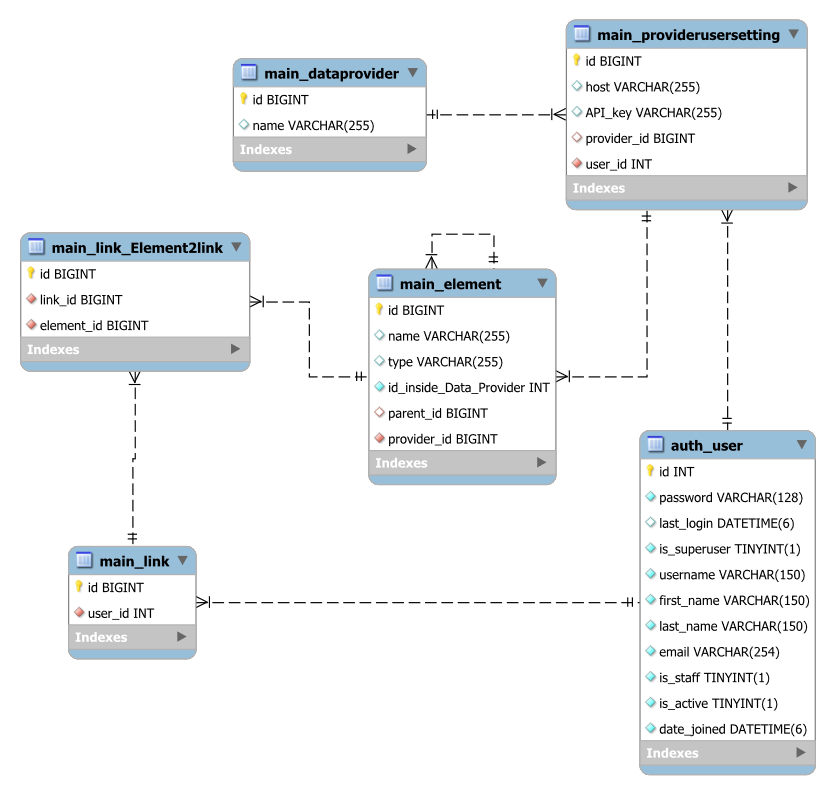 main_dataprovider
id BIGINT
name VARCHAR(255)
Indexes
main_providerusersetting
id BIGINT
host VARCHAR(255)
API_key VARCHAR(255)
provider_id BIGINT
user_id INT
Indexes
main_link_Element2link
id BIGINT
link_id BIGINT
element_id BIGINT
Indexes
main_element
id BIGINT
name VARCHAR(255)
type VARCHAR(255)
id_inside_Data_Provider INT
parent_id BIGINT
provider_id BIGINT
Indexes
auth_user
id INT
password VARCHAR(128)
last_login DATETIME(6)
is_superuser TINYINT(1)
username VARCHAR(150)
first_name VARCHAR(150)
last_name VARCHAR(150)
email VARCHAR(254)
is_staff TINYINT(1)
is_active TINYINT(1)
date_joined DATETIME(6)
Indexes
main_link
id BIGINT
user_id INT
Indexes